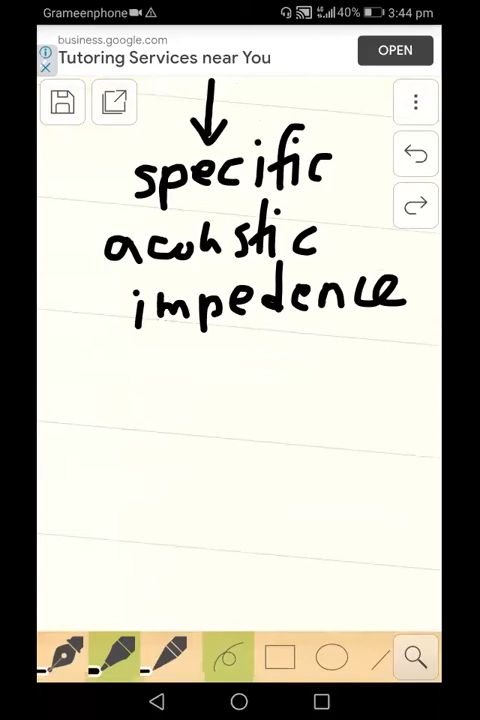 Grameenphone 40% 3:44 pm
business.google.com
Tutoring Services near You
OPEN
specific
acoustic
impedence